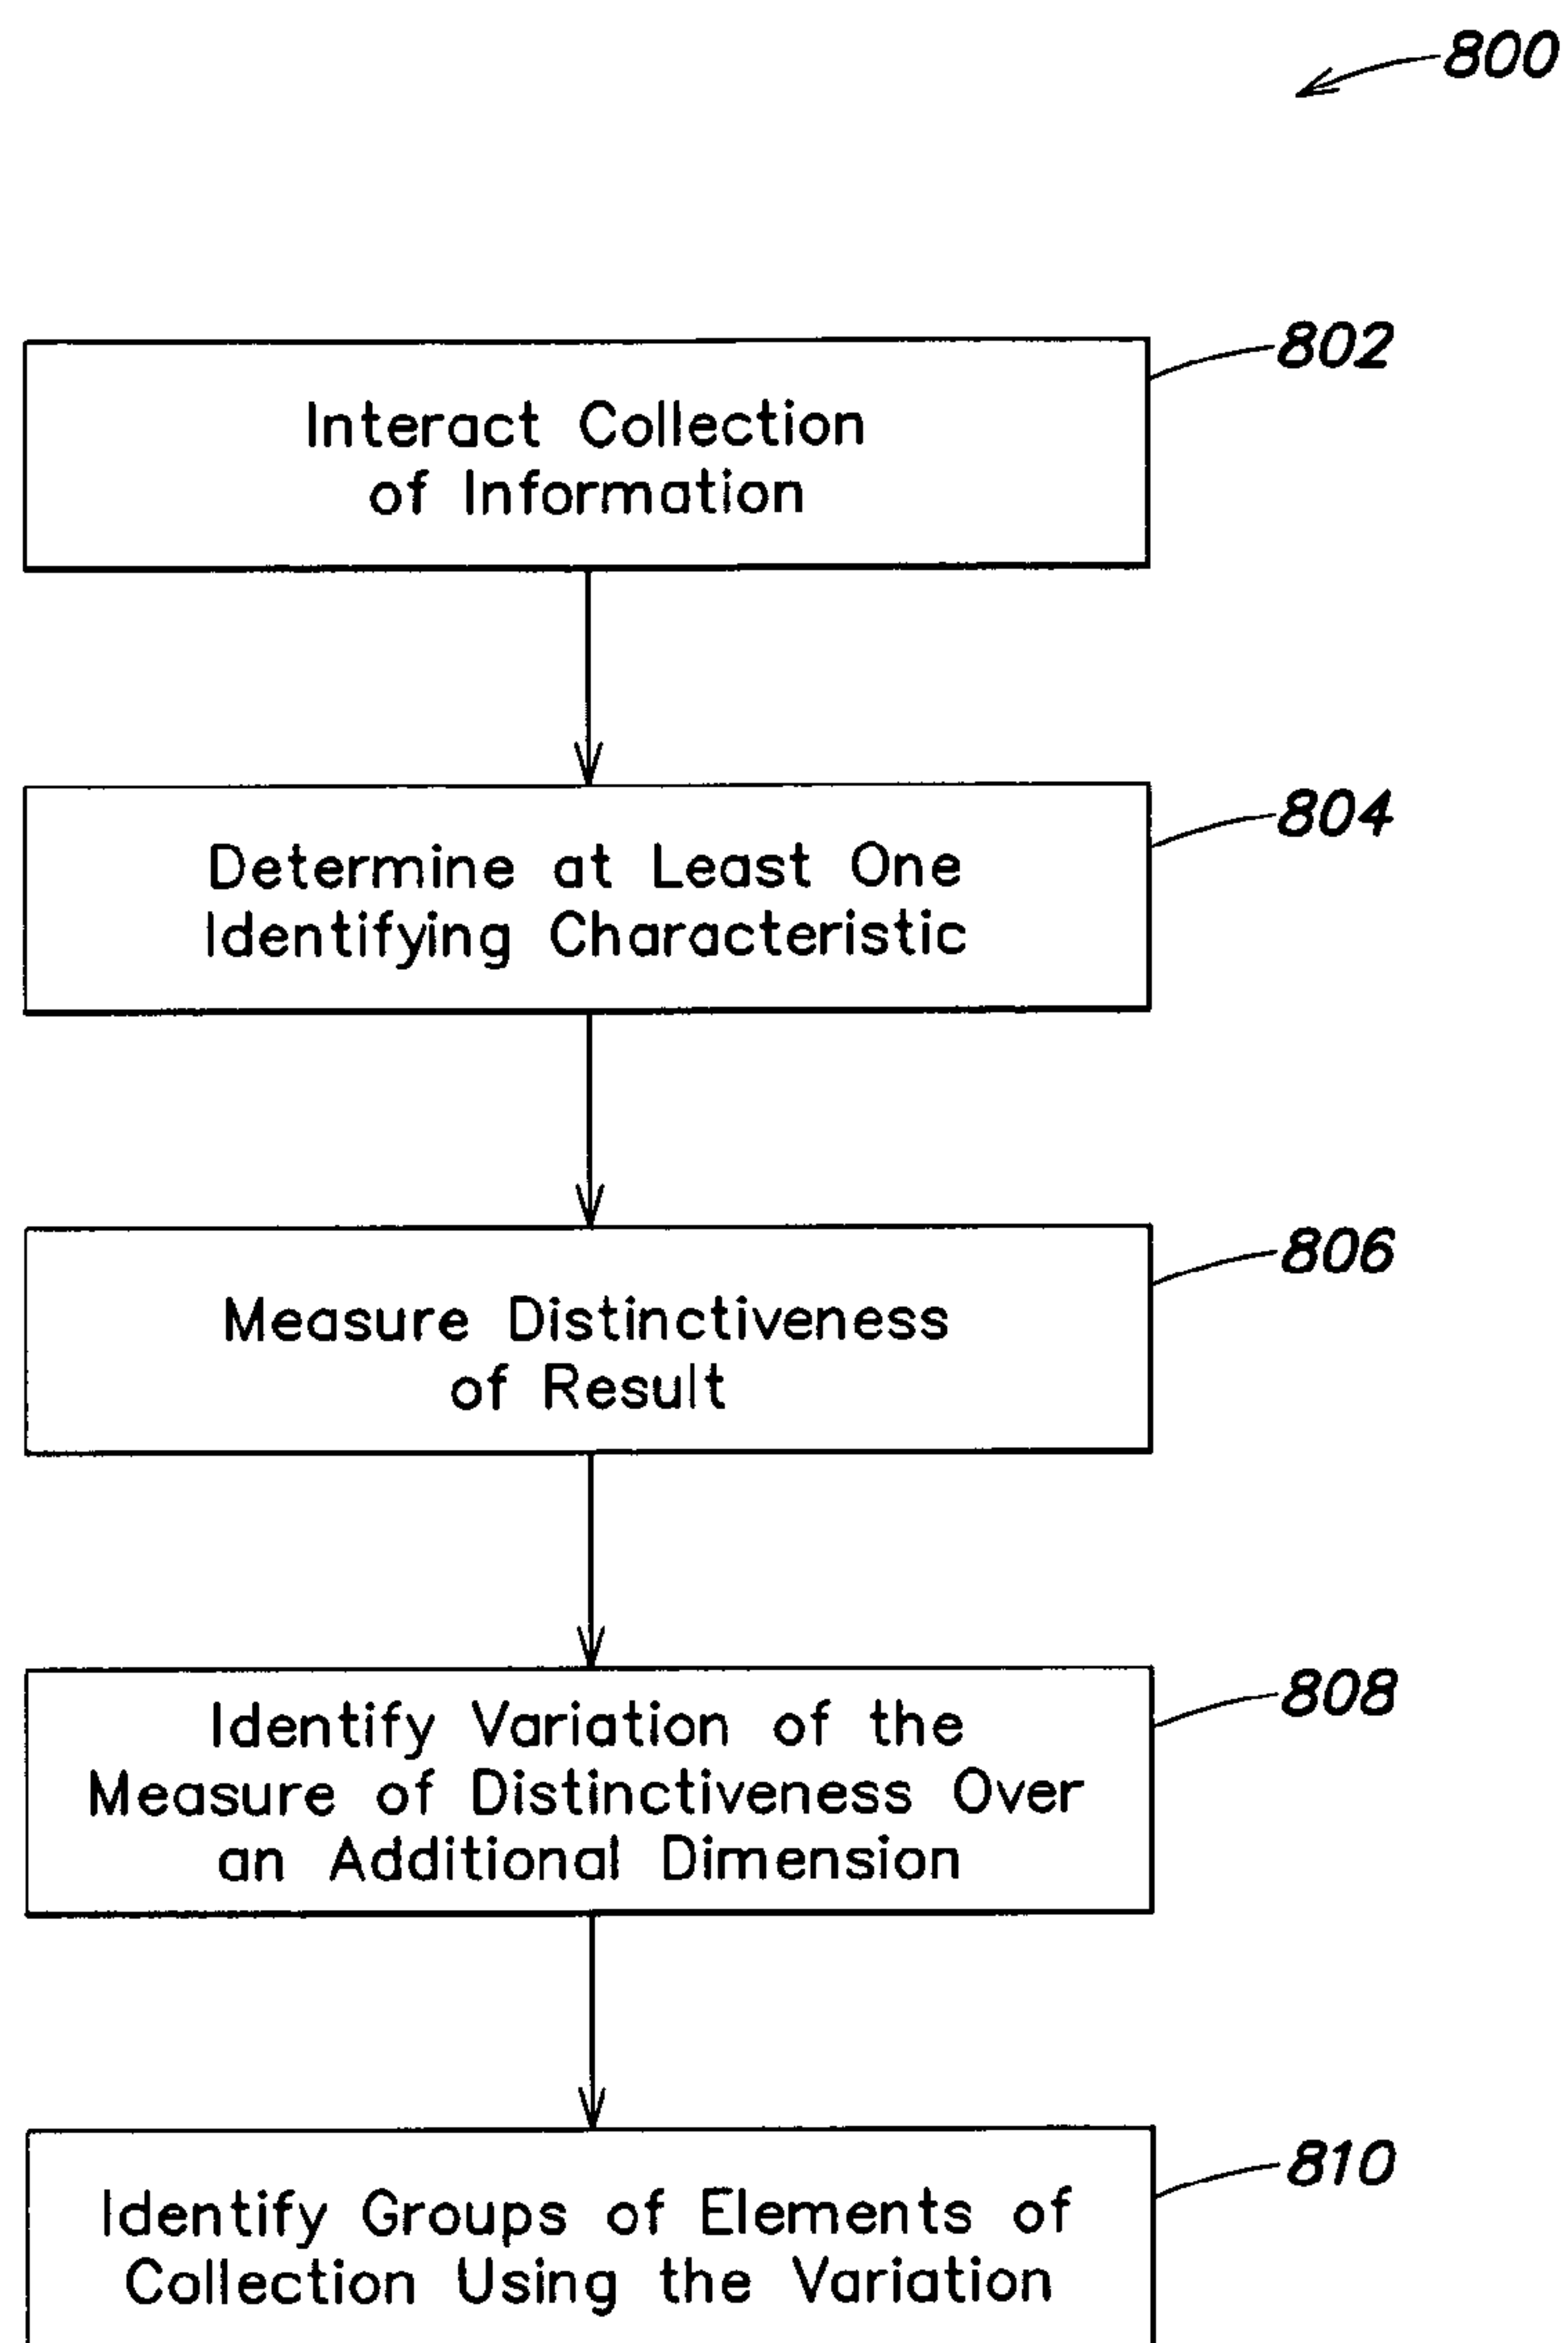 800
802
Interact Collection
of Information
804
Determine at Least One
Identifying Characteristic
806
Measure Distinctiveness
of Result
808
Identify Variation of the
Measure of Distinctiveness Over
an Additional Dimension
810
Identify Groups of Elements of
Collection Using the Variation